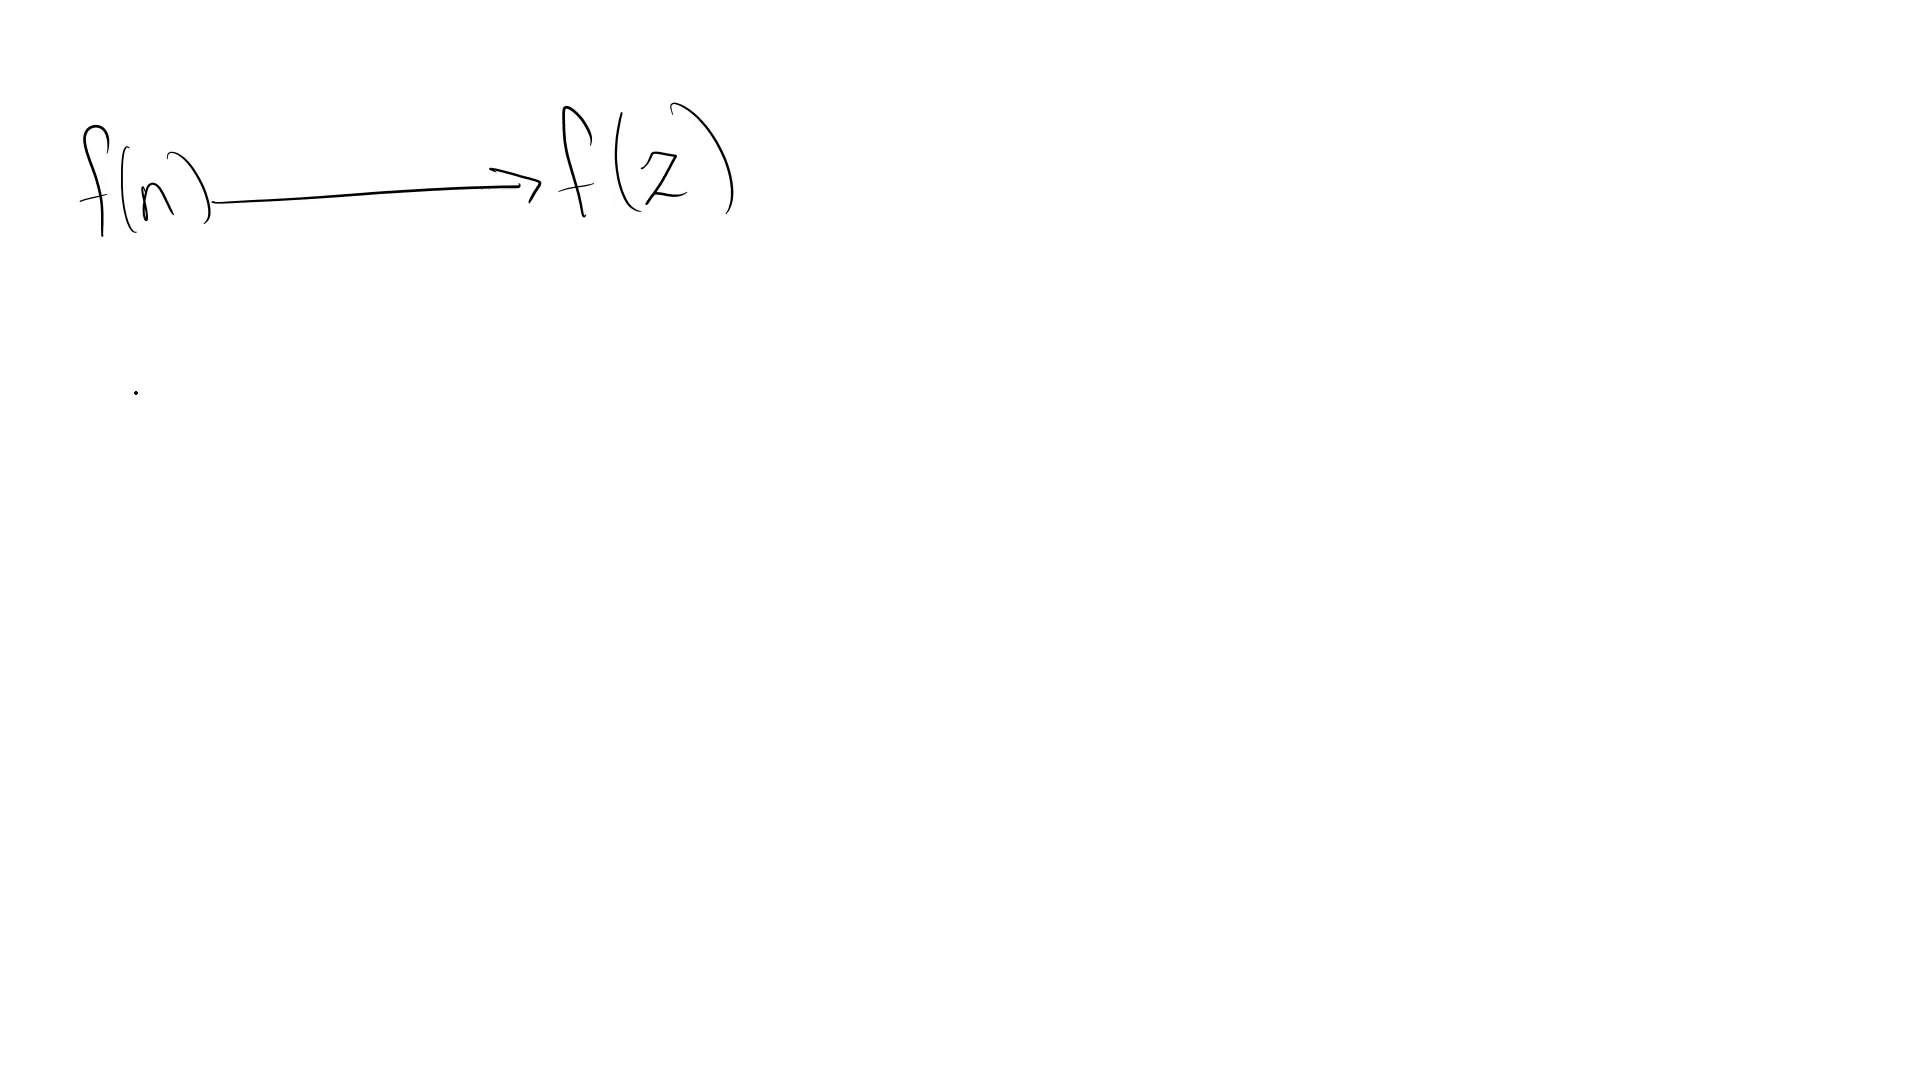 f(n) → f(z)